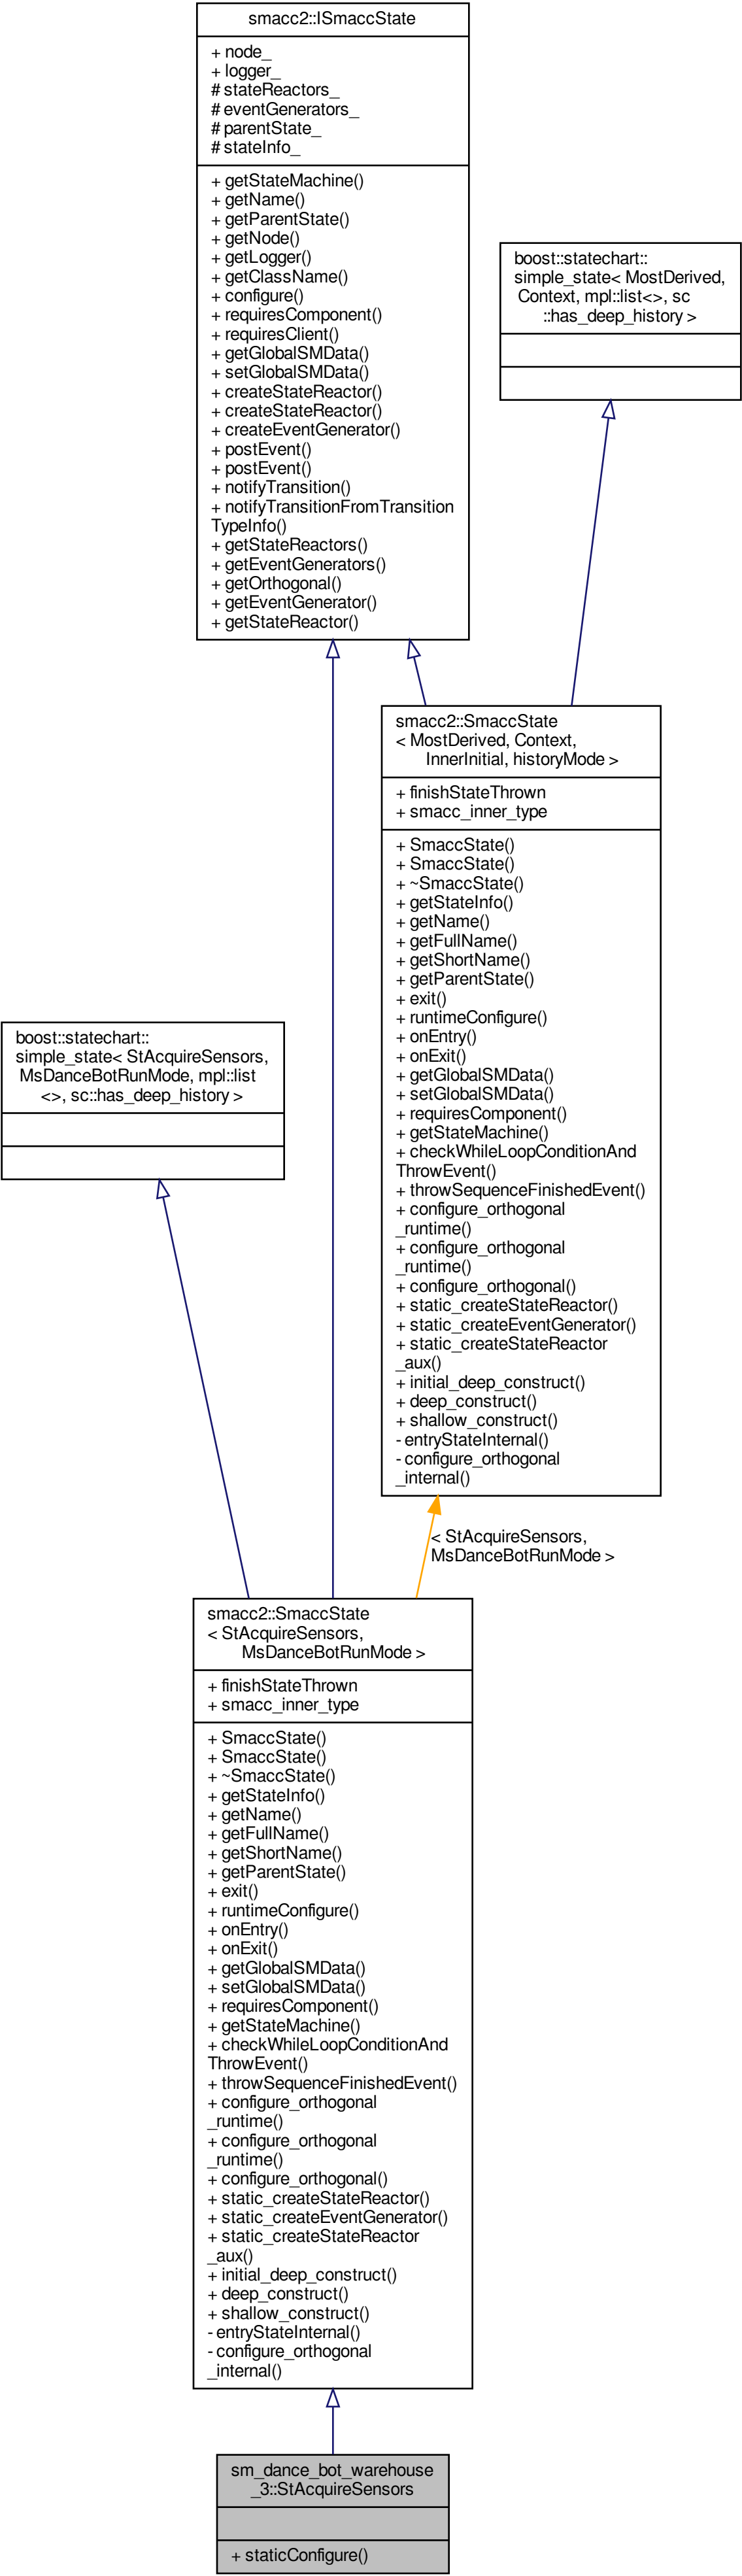 smacc2::ISmaccState
+ node_
+ logger_
# stateReactors_
# eventGenerators_
# parentState_
# stateInfo_
+ getStateMachine()
+ getName()
+ getParentState()
+ getNode()
+ getLogger()
+ getClassName()
+ configure()
+ requiresComponent()
+ requiresClient()
+ getGlobalSMData()
+ setGlobalSMData()
+ createStateReactor()
+ createStateReactor()
+ createEventGenerator()
+ postEvent()
+ postEvent()
+ notifyTransition()
+ notifyTransitionFromTransition
TypeInfo()
+ getStateReactors()
+ getEventGenerators()
+ getOrthogonal()
+ getEventGenerator()
+ getStateReactor()
boost::statechart::
simple_state< MostDerived,
Context, mpl::list<>, sc
::has_deep_history >
smacc2::SmaccState
< MostDerived, Context,
InnerInitial, historyMode >
+ finishStateThrown
+ smacc_inner_type
+ SmaccState()
+ SmaccState()
+ ~SmaccState()
+ getStateInfo()
+ getName()
+ getFullName()
+ getShortName()
+ getParentState()
+ exit()
+ runtimeConfigure()
+ onEntry()
+ onExit()
+ getGlobalSMData()
+ setGlobalSMData()
+ requiresComponent()
+ getStateMachine()
+ checkWhileLoopConditionAnd
ThrowEvent()
+ throwSequenceFinishedEvent()
+ configure_orthogonal
_runtime()
+ configure_orthogonal
_runtime()
+ configure_orthogonal()
+ static_createStateReactor()
+ static_createEventGenerator()
+ static_createStateReactor
_aux()
+ initial_deep_construct()
+ deep_construct()
+ shallow_construct()
- entryStateInternal()
- configure_orthogonal
_internal()
boost::statechart::
simple_state< StAcquireSensors,
MsDanceBotRunMode, mpl::list
<>, sc::has_deep_history >
< StAcquireSensors,
MsDanceBotRunMode >
smacc2::SmaccState
< StAcquireSensors,
MsDanceBotRunMode >
+ finishStateThrown
+ smacc_inner_type
+ SmaccState()
+ SmaccState()
+ ~SmaccState()
+ getStateInfo()
+ getName()
+ getFullName()
+ getShortName()
+ getParentState()
+ exit()
+ runtimeConfigure()
+ onEntry()
+ onExit()
+ getGlobalSMData()
+ setGlobalSMData()
+ requiresComponent()
+ getStateMachine()
+ checkWhileLoopConditionAnd
ThrowEvent()
+ throwSequenceFinishedEvent()
+ configure_orthogonal
_runtime()
+ configure_orthogonal
_runtime()
+ configure_orthogonal()
+ static_createStateReactor()
+ static_createEventGenerator()
+ static_createStateReactor
_aux()
+ initial_deep_construct()
+ deep_construct()
+ shallow_construct()
- entryStateInternal()
- configure_orthogonal
_internal()
sm_dance_bot_warehouse
_3::StAcquireSensors
+ staticConfigure()